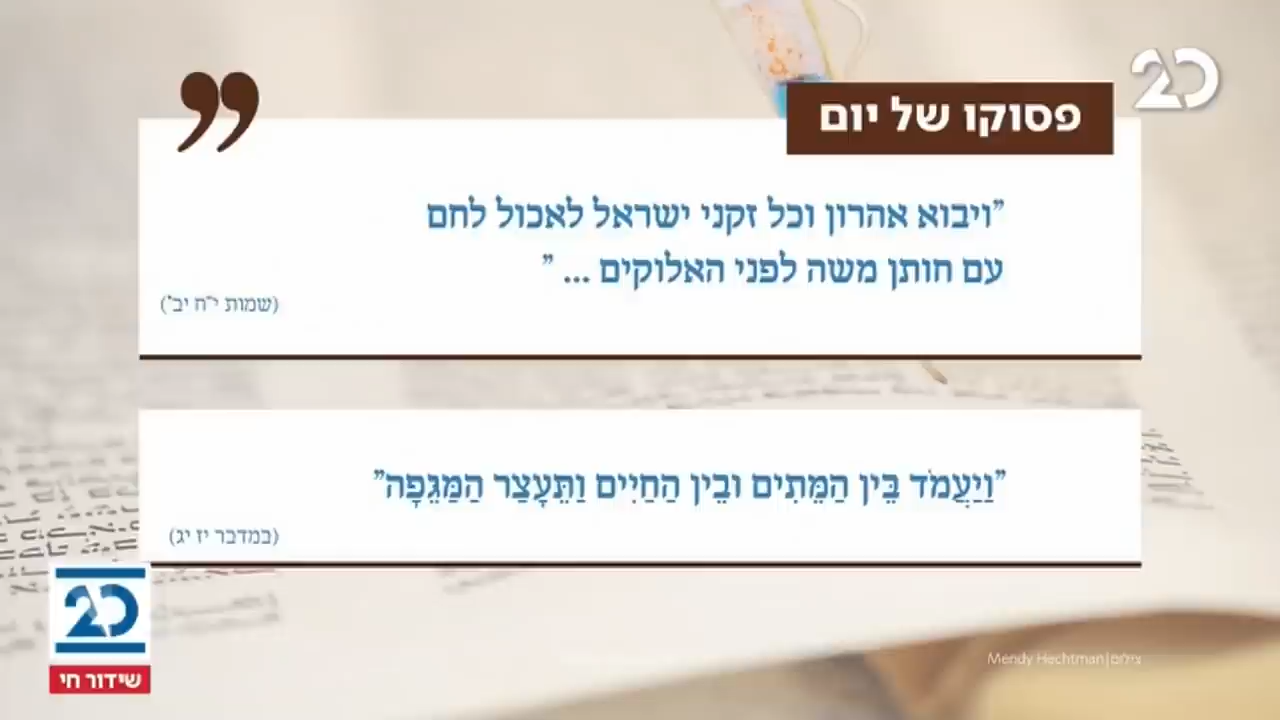 20
פסוקו של יום
"ויבוא אהרון וכל זקני ישראל לאכול לחם
עם חותן משה לפני האלוקים ... "
(שמות י"ח יב')
"וַיַּעֲמֹד בֵּין הַמֵּתִים ובֵין הַחַיִים וַתֵּעָצַר הַמַּגֵּפָה"
(במדבר יז יג)
20
שידור חי
צילום|Mendy Hechtman